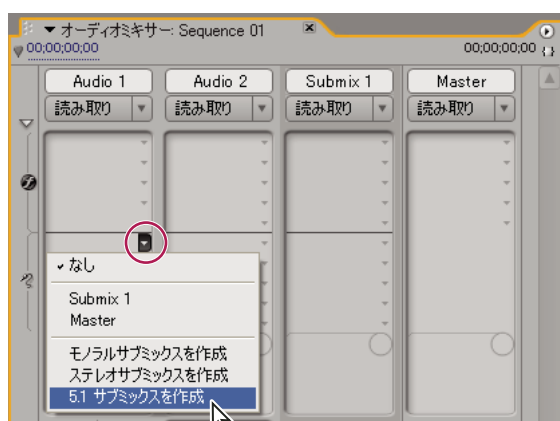 オーディオミキサー: Sequence 01
00;00;00;00 00;00;00;00
Audio 1 Audio 2 Submix 1 Master
読み取り 読み取り 読み取り 読み取り
なし
Submix 1
Master
モノラルサブミックスを作成
ステレオサブミックスを作成
5.1 サブミックスを作成